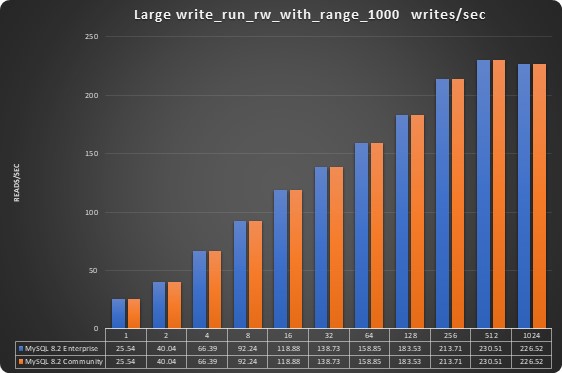 Large write_run_rw_with_range_1000 writes/sec
250
200
150
100
50
0
READS/SEC
1 2 4 8 16 32 64 128 256 512 1024
MySQL 8.2 Enterprise 25.54 40.04 66.39 92.24 118.88 138.73 158.85 183.53 213.71 230.51 226.52
MySQL 8.2 Community 25.54 40.04 66.39 92.24 118.88 138.73 158.85 183.53 213.71 230.51 226.52